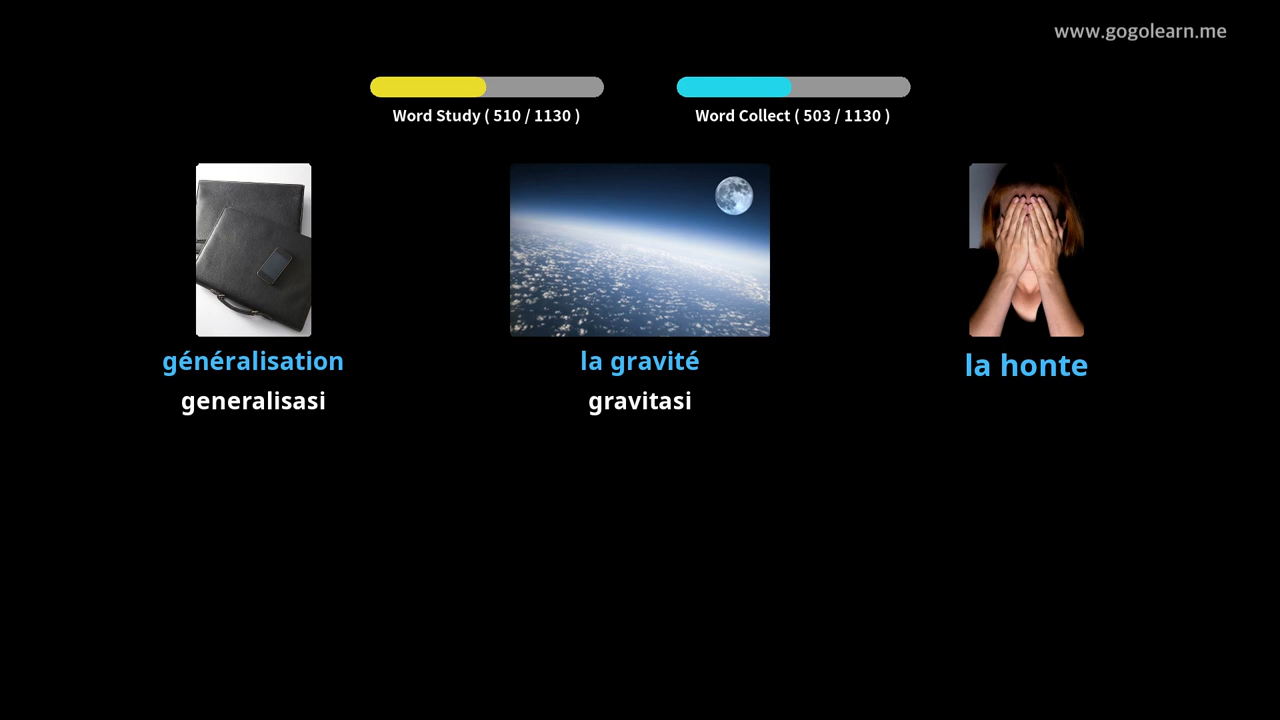 www.gogolearn.me
Word Study ( 510 / 1130 )
Word Collect ( 503 / 1130 )
généralisation
generalisasi
la gravité
gravitasi
la honte